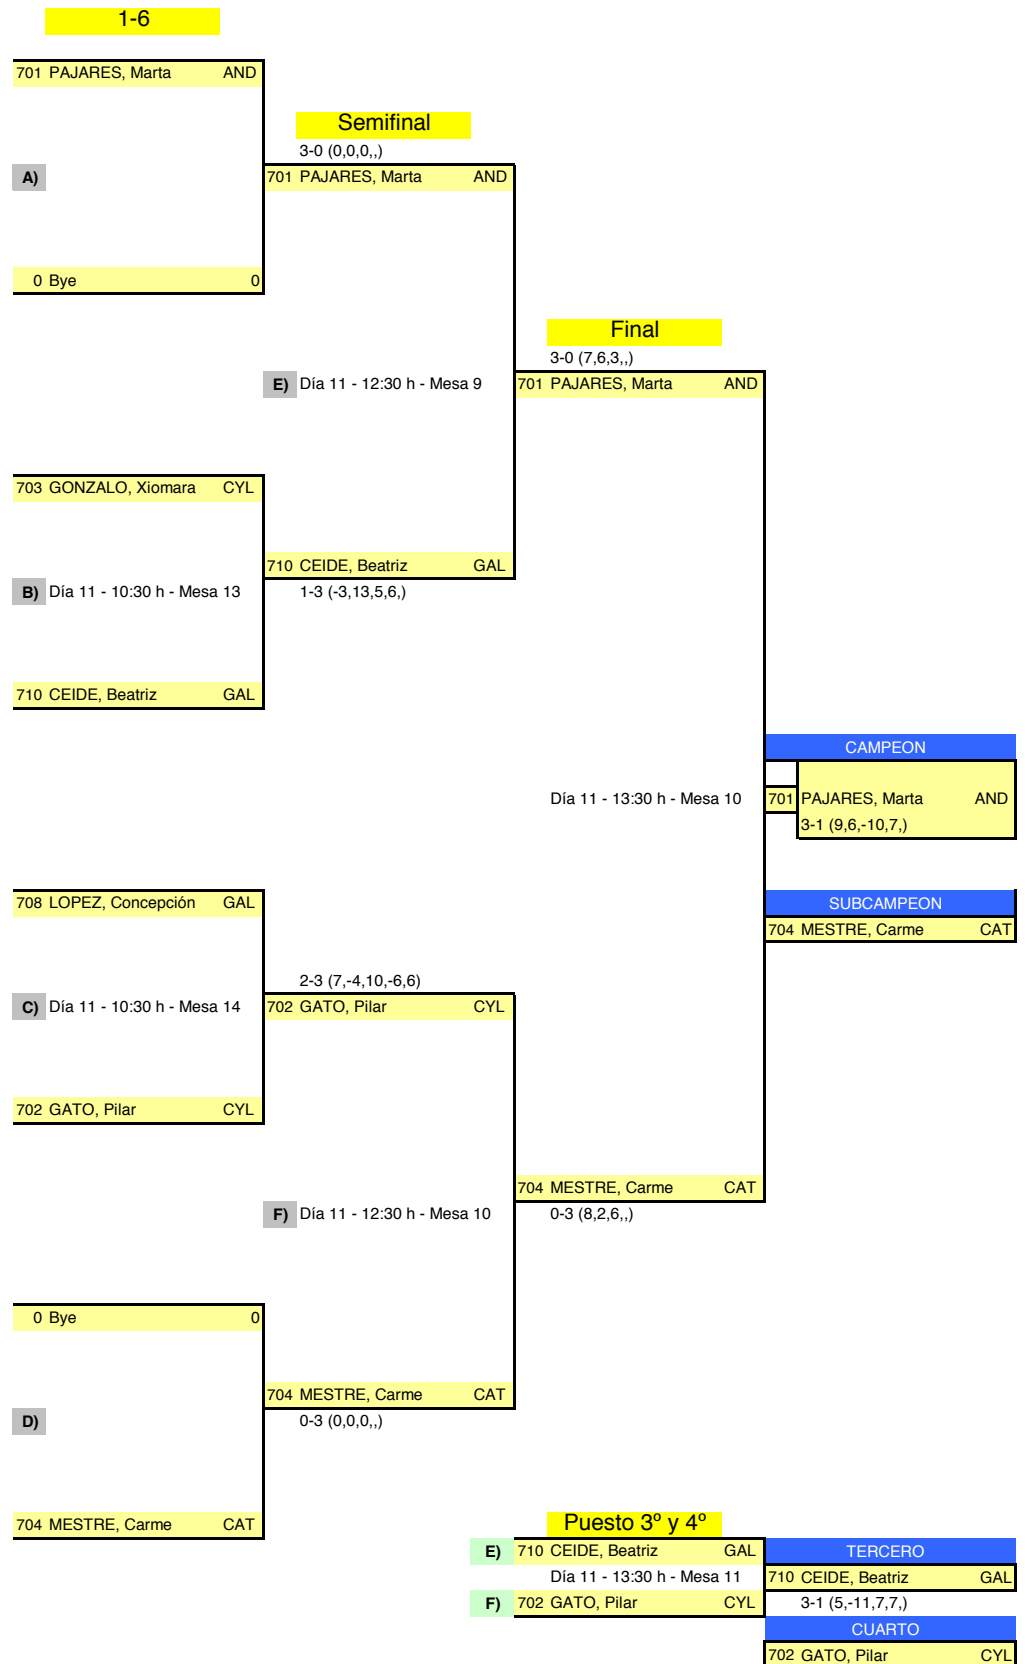 1-6
701 PAJARES, Marta AND
Semifinal
3-0 (0,0,0,,)
A)
701 PAJARES, Marta AND
0 Bye 0
Final
3-0 (7,6,3,,)
E) Día 11 - 12:30 h - Mesa 9
701 PAJARES, Marta AND
703 GONZALO, Xiomara CYL
710 CEIDE, Beatriz GAL
B) Día 11 - 10:30 h - Mesa 13
1-3 (-3,13,5,6,)
710 CEIDE, Beatriz GAL
CAMPEON
Día 11 - 13:30 h - Mesa 10
701 PAJARES, Marta AND
3-1 (9,6,-10,7,)
708 LOPEZ, Concepción GAL
SUBCAMPEON
704 MESTRE, Carme CAT
2-3 (7,-4,10,-6,6)
C) Día 11 - 10:30 h - Mesa 14
702 GATO, Pilar CYL
702 GATO, Pilar CYL
704 MESTRE, Carme CAT
F) Día 11 - 12:30 h - Mesa 10
0-3 (8,2,6,,)
0 Bye 0
704 MESTRE, Carme CAT
D)
0-3 (0,0,0,,)
704 MESTRE, Carme CAT
Puesto 3º y 4º
E) 710 CEIDE, Beatriz GAL
TERCERO
Día 11 - 13:30 h - Mesa 11
710 CEIDE, Beatriz GAL
F) 702 GATO, Pilar CYL
3-1 (5,-11,7,7,)
CUARTO
702 GATO, Pilar CYL